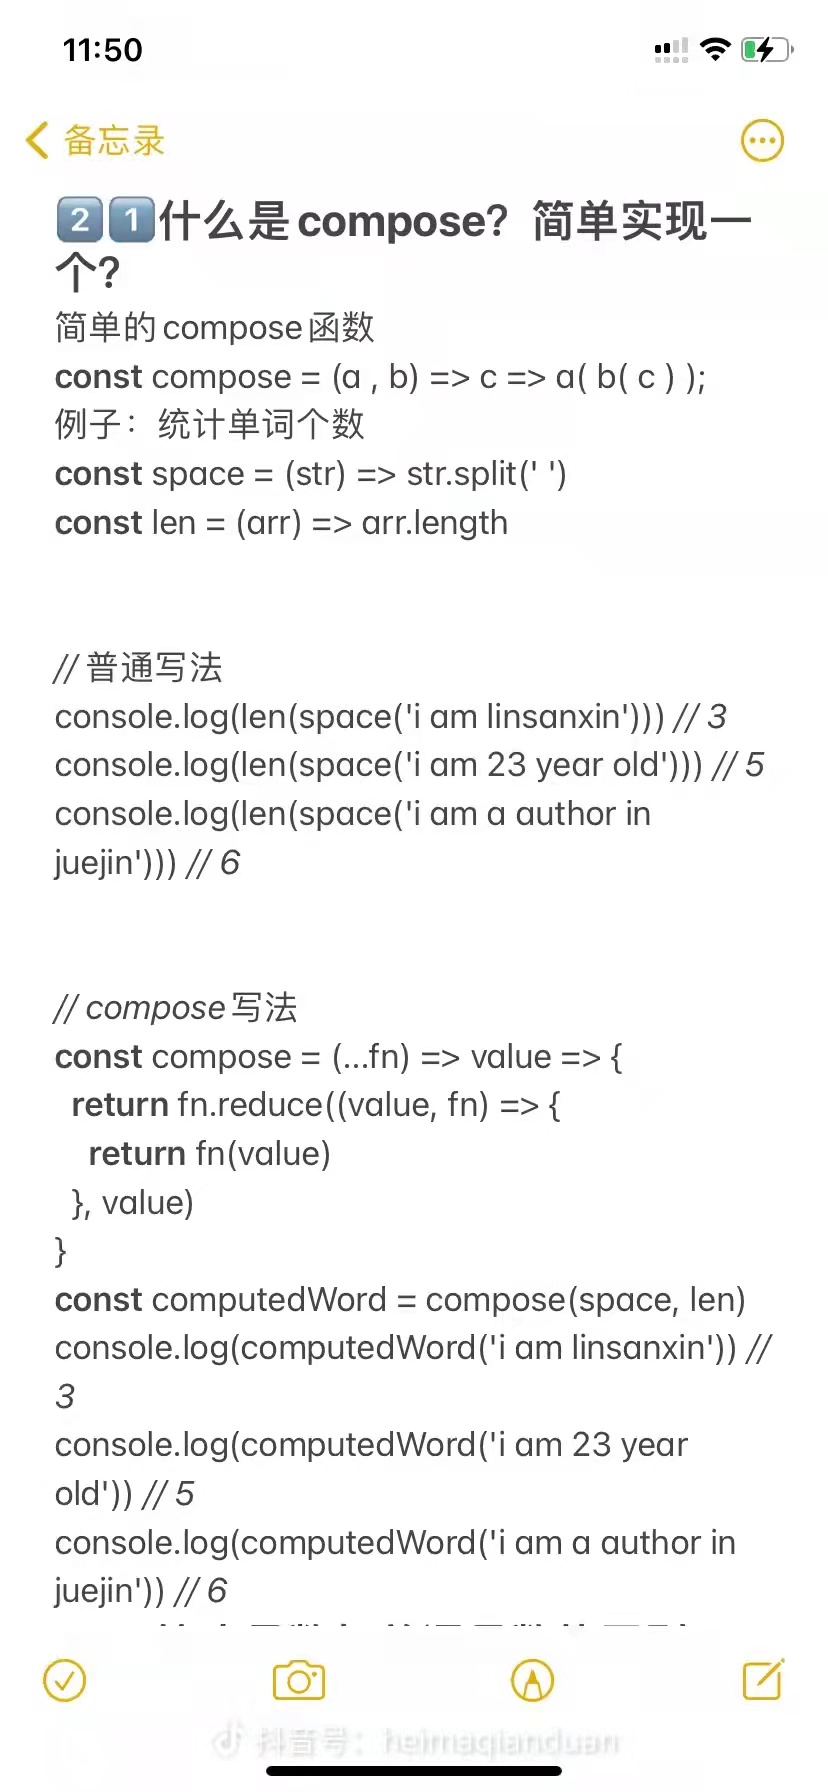 11:50
备忘录
21什么是compose？简单实现一
个?
简单的compose函数
const compose = (a , b) => c => a( b( c ) );
例子：统计单词个数
const space = (str) => str.split(' ')
const len = (arr) => arr.length
// 普通写法
console.log(len(space('i am linsanxin'))) // 3
console.log(len(space('i am 23 year old'))) // 5
console.log(len(space('i am a author in
juejin'))) // 6
// compose写法
const compose = (...fn) => value => {
return fn.reduce((value, fn) => {
return fn(value)
}, value)
}
const computedWord = compose(space, len)
console.log(computedWord('i am linsanxin')) //
3
console.log(computedWord('i am 23 year
old')) // 5
console.log(computedWord('i am a author in
juejin')) // 6
抖音号：heimaqianduan